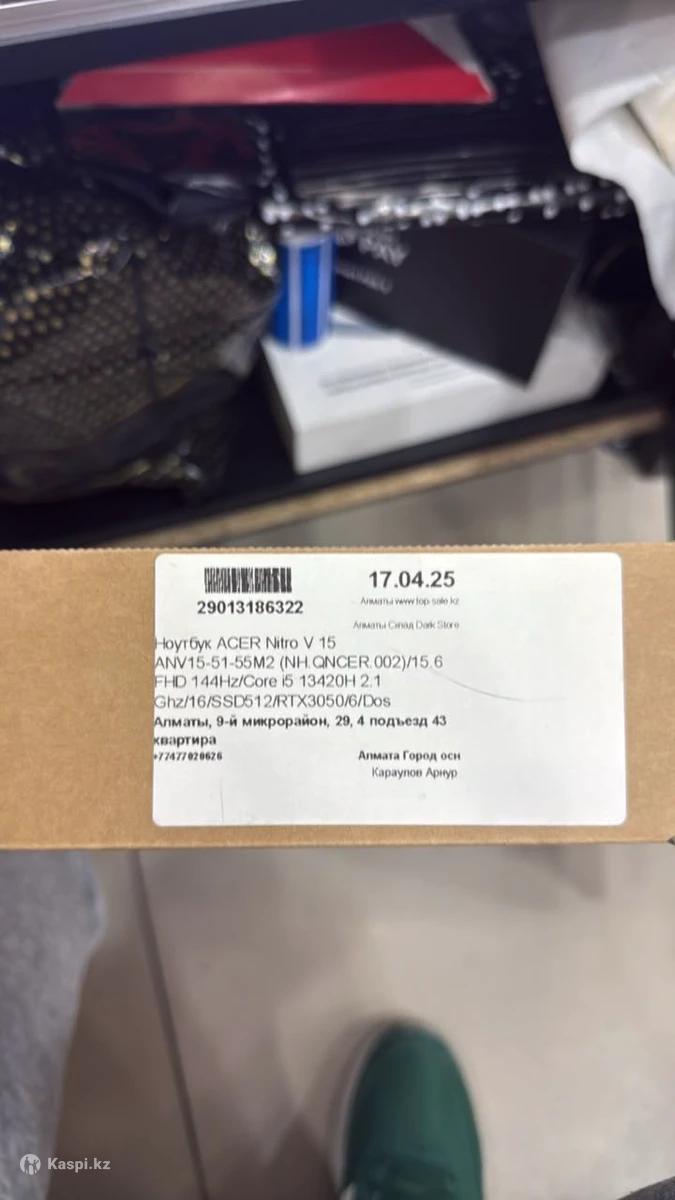 29013186322
17.04.25
Алматы www.top-sale.kz
Алматы Склад Dark Store
Ноутбук ACER Nitro V 15
ANV15-51-55M2 (NH.QNCER.002)/15.6
FHD 144Hz/Core i5 13420H 2.1
Ghz/16/SSD512/RTX3050/6/Dos
Алматы, 9-й микрорайон, 29, 4 подъезд 43
квартира
+77477020626
Алмата Город осн
Караулов Арнур
Kaspi.kz